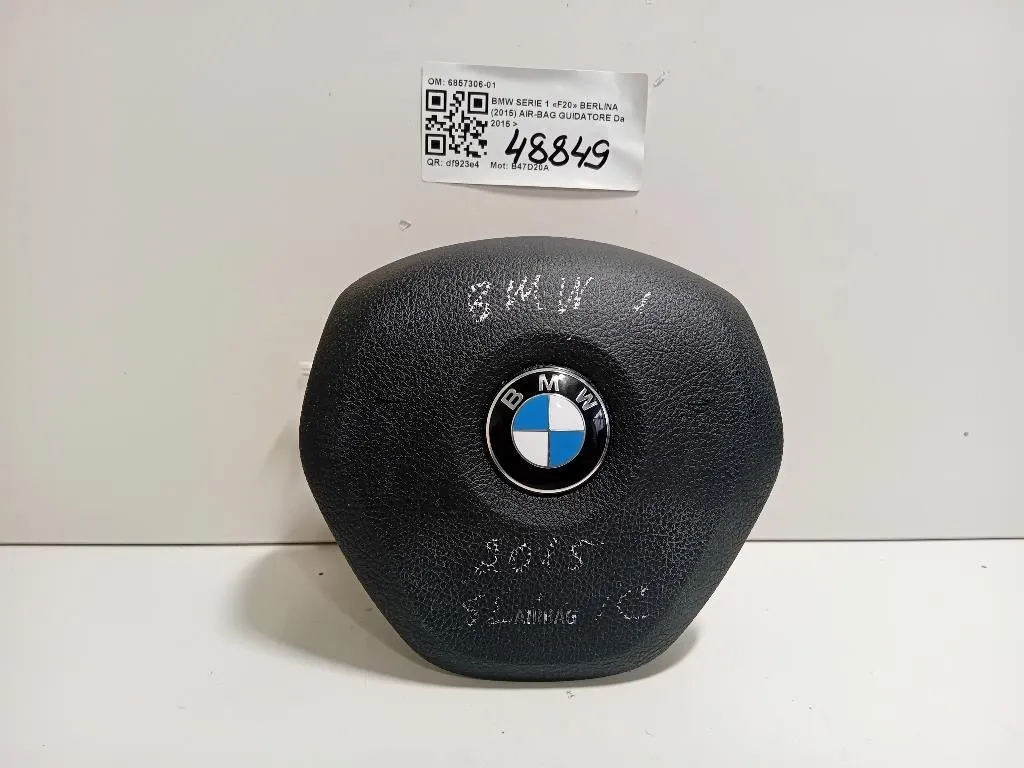 OM: 6857306-01
BMW SERIE 1 «F20» BERLINA
(2015) AIR-BAG GUIDATORE Da
2015 >
48849
QR: df923e4 Mot: B47D20A
BMW 1
BMW
2015
AIRBAG